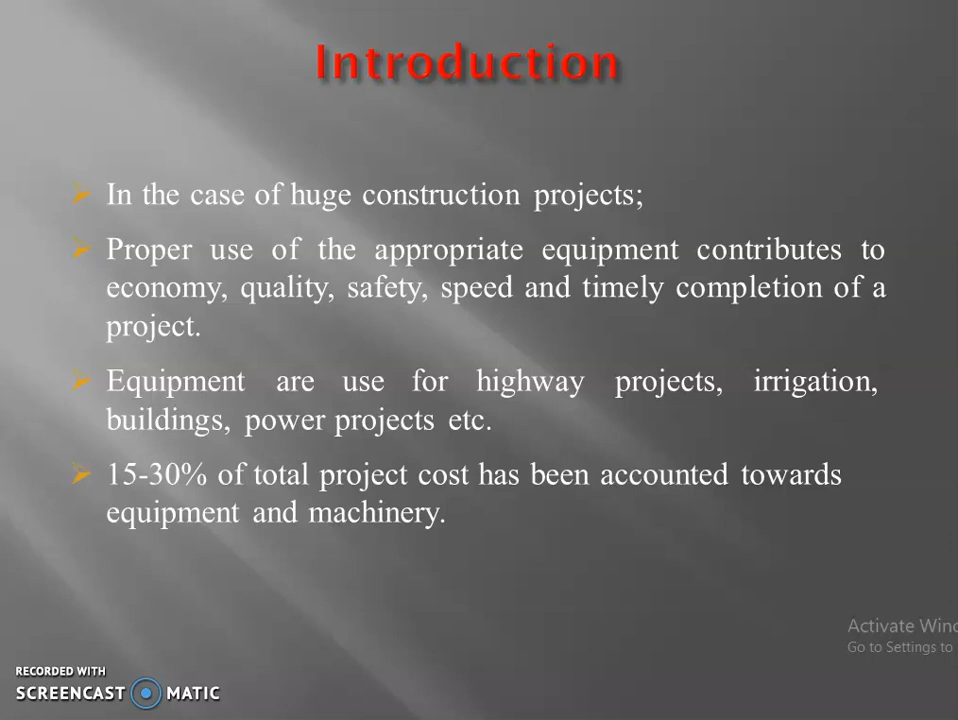 Introduction
In the case of huge construction projects;
Proper use of the appropriate equipment contributes to
economy, quality, safety, speed and timely completion of a
project.
Equipment are use for highway projects, irrigation,
buildings, power projects etc.
15-30% of total project cost has been accounted towards
equipment and machinery.
Activate Wind
Go to Settings to
RECORDED WITH
SCREENCAST MATIC